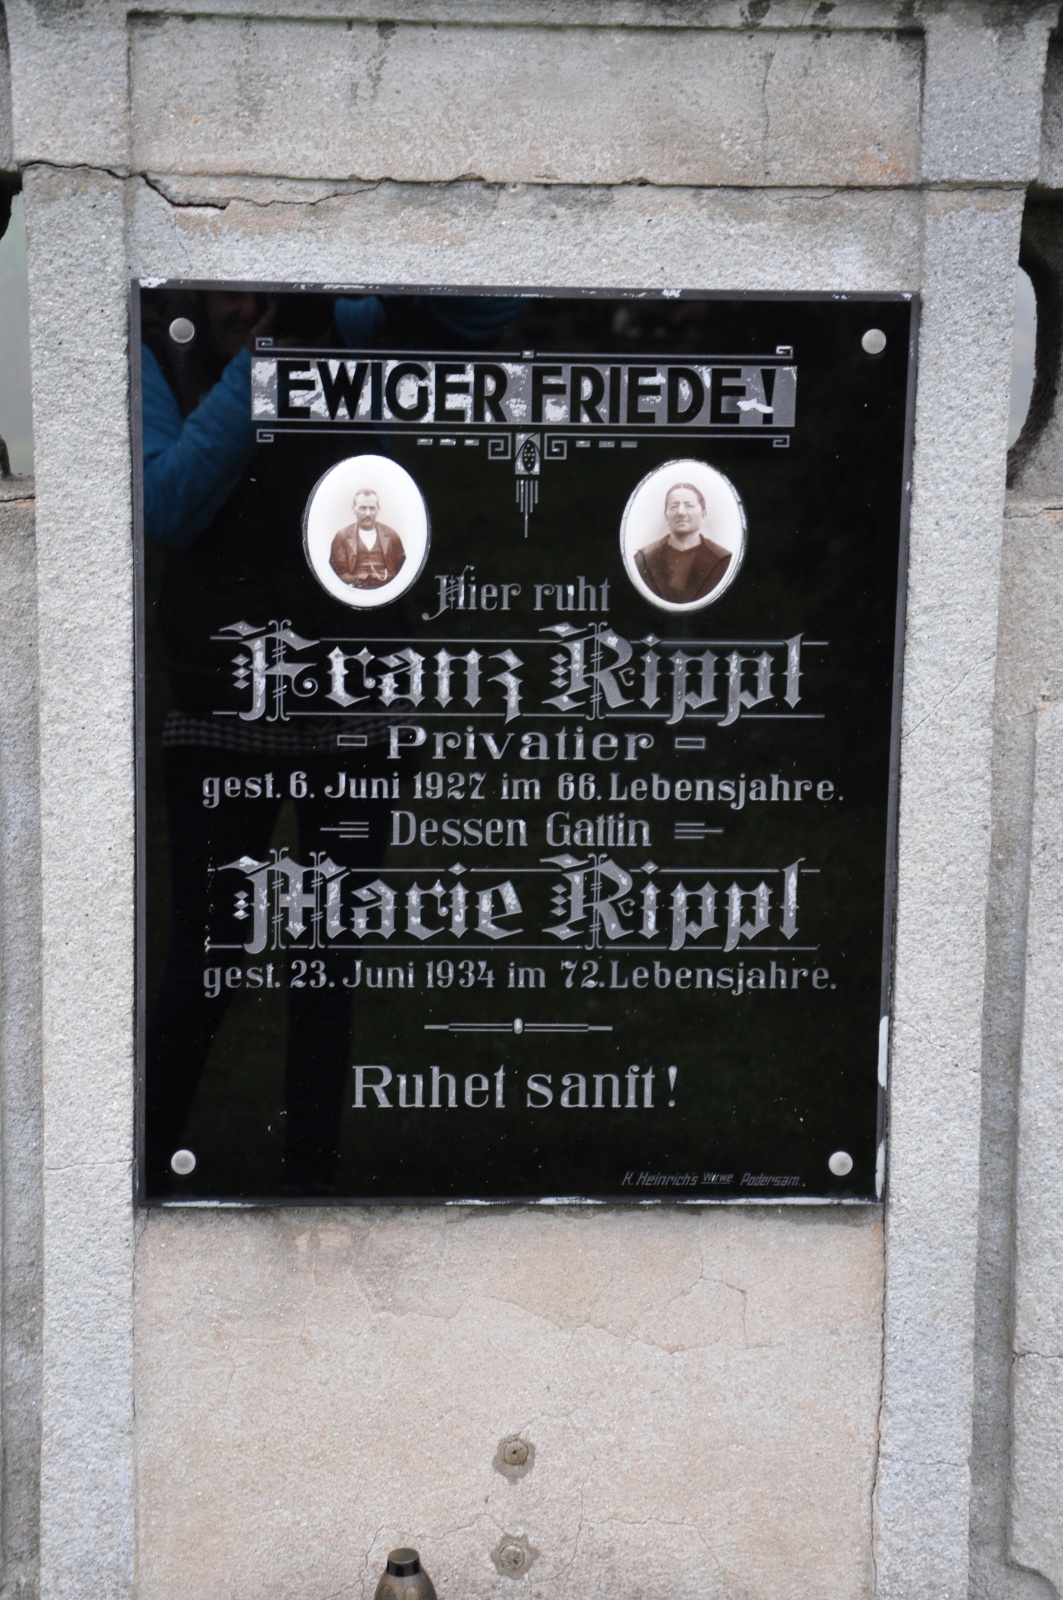 EWIGER FRIEDE!
Hier ruht
Franz Rippl
Privatier
gest. 6. Juni 1927 im 66. Lebensjahre.
Dessen Gattin
Marie Rippl
gest. 23. Juni 1934 im 72. Lebensjahre.
Ruhet sanft!
K. Heinrich's Witwe Podersam.